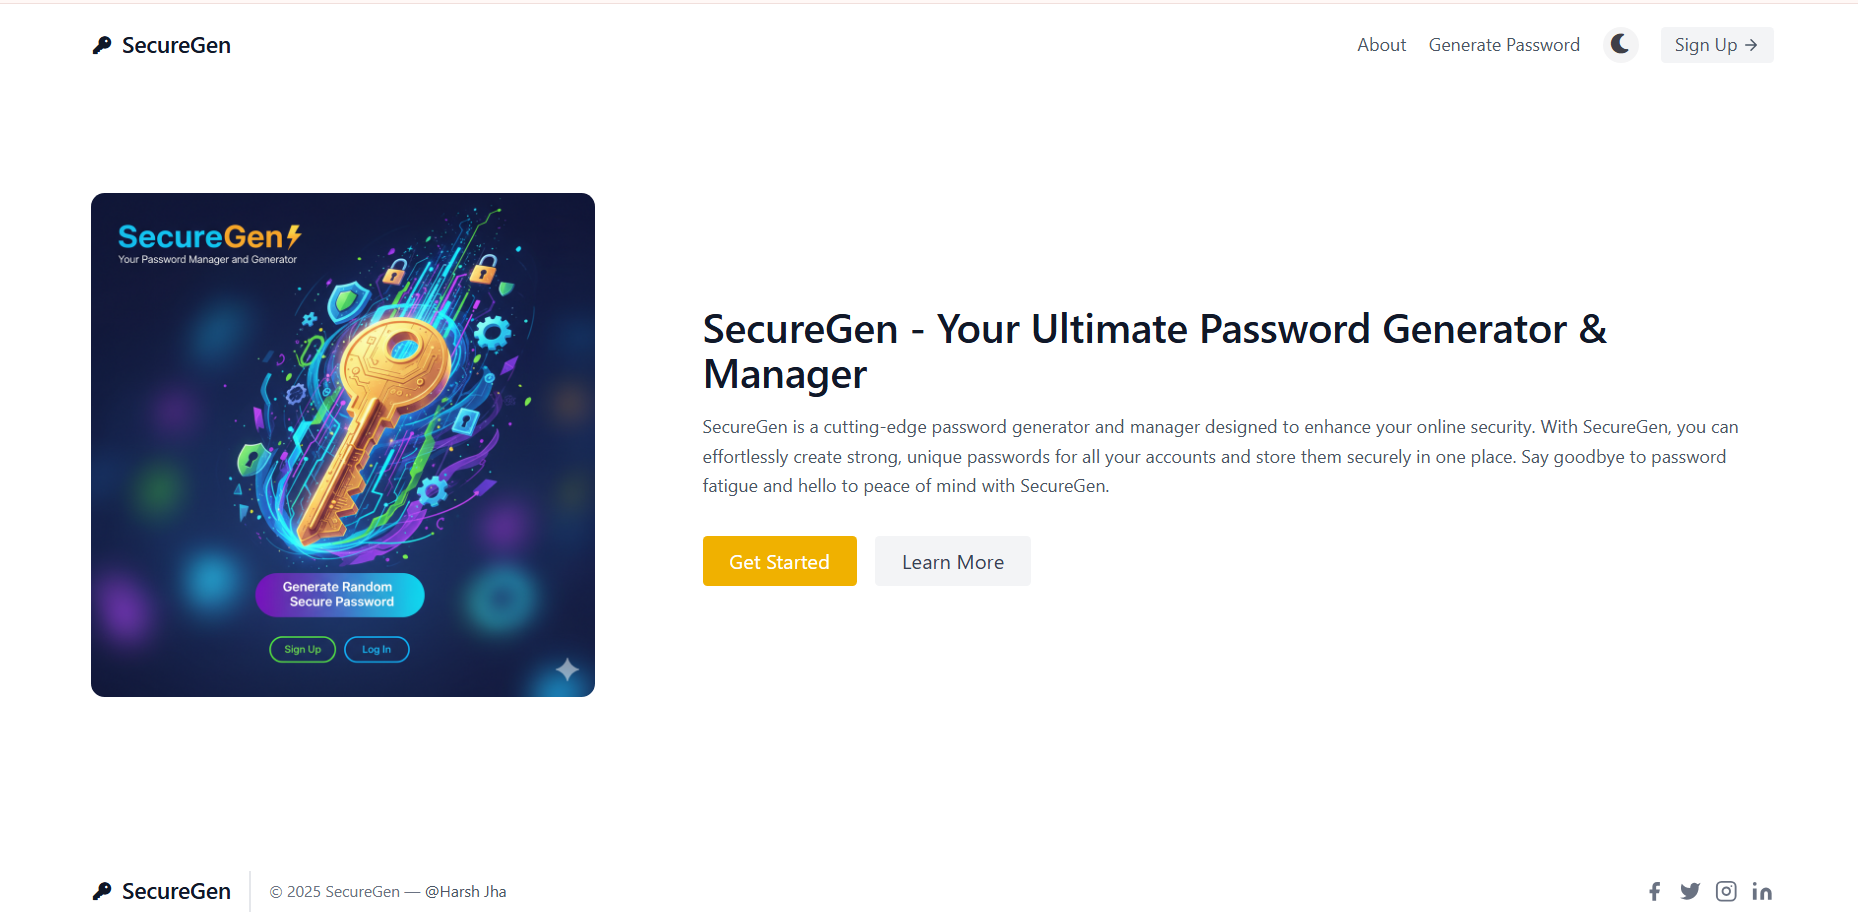 SecureGen
About
Generate Password
Sign Up →
SecureGen
Your Password Manager and Generator
Generate Random
Secure Password
Sign Up
Log In
SecureGen - Your Ultimate Password Generator &
Manager
SecureGen is a cutting-edge password generator and manager designed to enhance your online security. With SecureGen, you can
effortlessly create strong, unique passwords for all your accounts and store them securely in one place. Say goodbye to password
fatigue and hello to peace of mind with SecureGen.
Get Started
Learn More
SecureGen
© 2025 SecureGen — @Harsh Jha